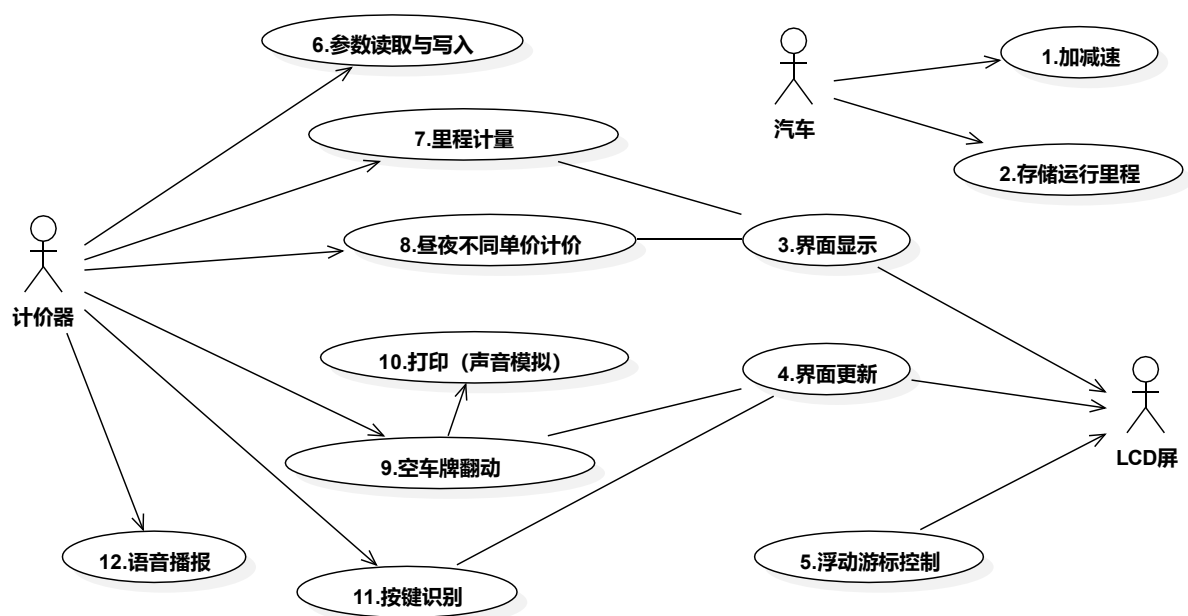 6.参数读取与写入
1.加减速
7.里程计量
汽车
2.存储运行里程
8.昼夜不同单价计价
3.界面显示
计价器
10.打印（声音模拟）
4.界面更新
9.空车牌翻动
LCD屏
12.语音播报
5.浮动游标控制
11.按键识别